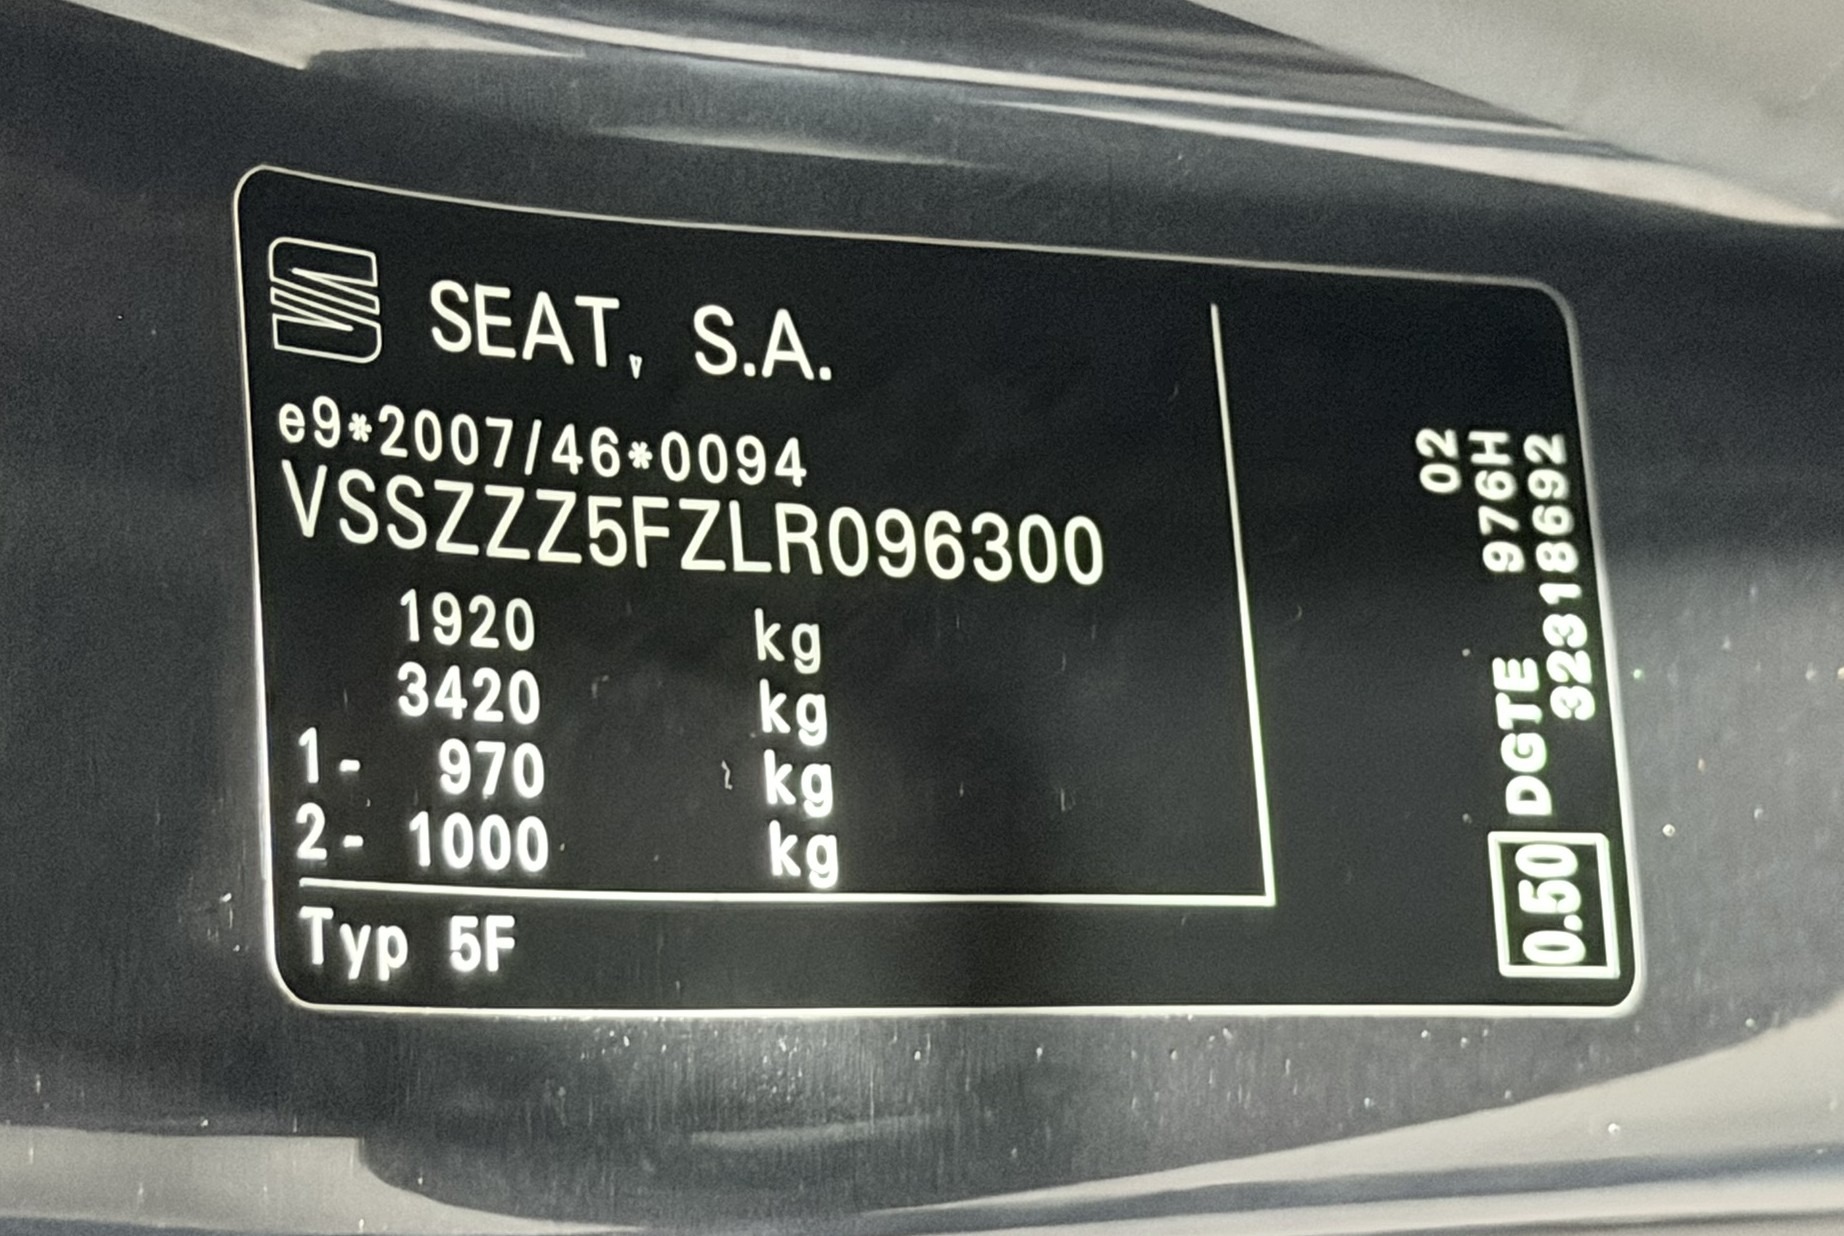 SEAT, S.A.
e9*2007/46*0094
VSSZZZ5FZLR096300
1920 kg
3420 kg
1- 970 kg
2- 1000 kg
Typ 5F
02
DGTE 976H
32318692
0.50